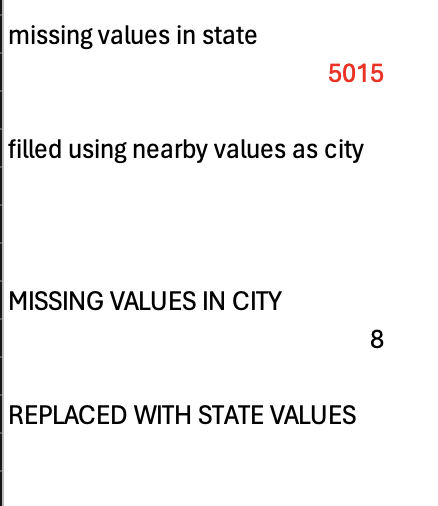 missing values in state
5015
filled using nearby values as city
MISSING VALUES IN CITY
8
REPLACED WITH STATE VALUES